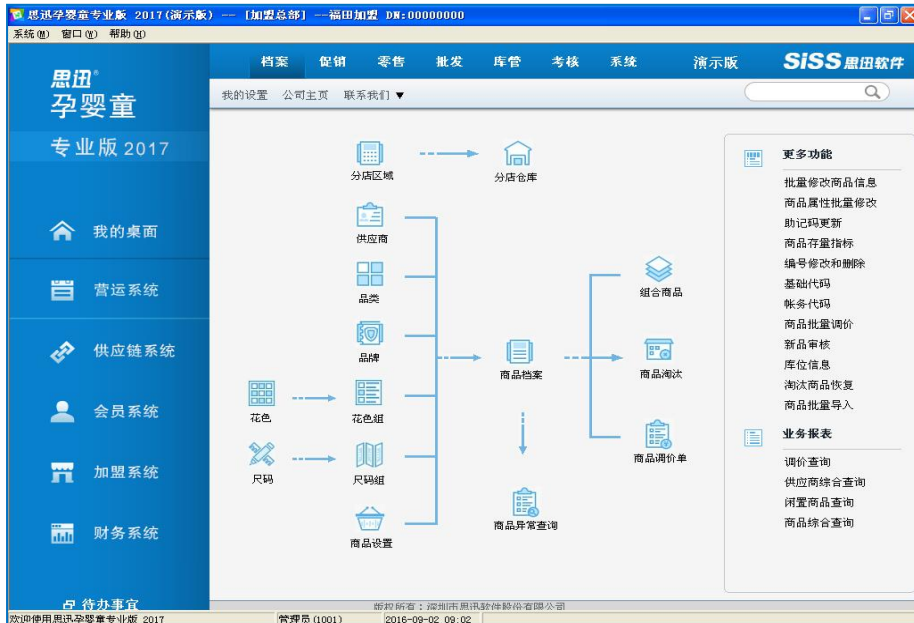 思迅孕婴童专业版 2017(演示版) -- [加盟总部] --福田加盟 DN:00000000
系统(M) 窗口(W) 帮助(H)
思迅®
孕婴童
专业版 2017
档案 促销 零售 批发 库管 考核 系统 演示版 SiSS 思迅软件
我的设置 公司主页 联系我们▼
我的桌面
营运系统
供应链系统
会员系统
加盟系统
财务系统
待办事宜
分店区域
分店仓库
供应商
品类
品牌
花色
花色组
尺码
尺码组
商品设置
商品档案
商品异常查询
组合商品
商品淘汰
商品调价单
更多功能
批量修改商品信息
商品属性批量修改
助记码更新
商品存量指标
编号修改和删除
基础代码
帐务代码
商品批量调价
新品审核
库位信息
淘汰商品恢复
商品批量导入
业务报表
调价查询
供应商综合查询
闲置商品查询
商品综合查询
版权所有：深圳市思迅软件股份有限公司
欢迎使用思迅孕婴童专业版 2017 管理员(1001) 2016-09-02 09:02